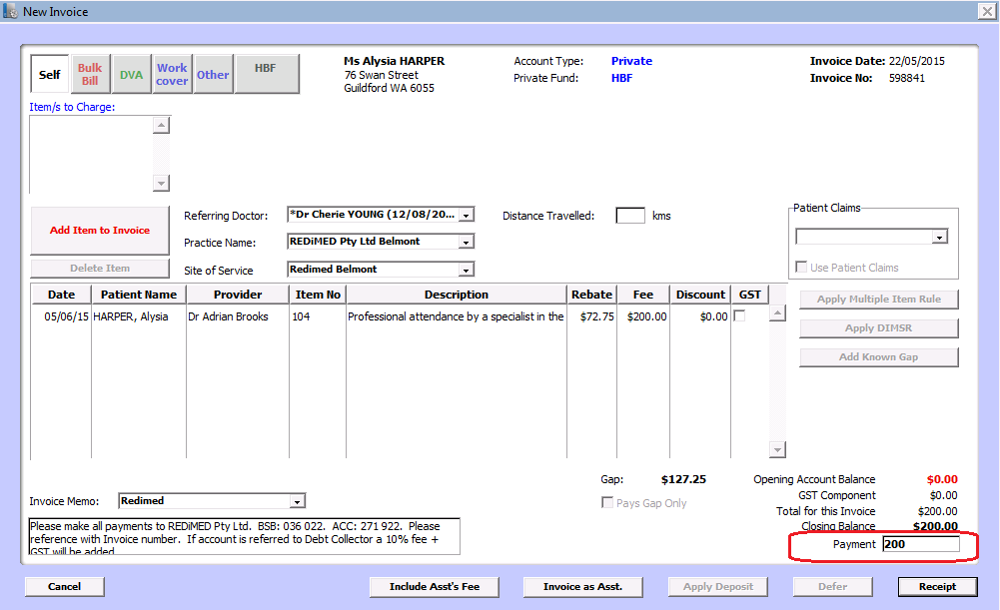 New Invoice
Self
Bulk Bill
DVA
Work cover
Other
HBF
Ms Alysia HARPER
76 Swan Street
Guildford WA 6055
Account Type: Private
Private Fund: HBF
Invoice Date: 22/05/2015
Invoice No: 598841
Item/s to Charge:
Add Item to Invoice
Delete Item
Referring Doctor: *Dr Cherie YOUNG (12/08/20...
Practice Name: REDiMED Pty Ltd Belmont
Site of Service Redimed Belmont
Distance Travelled: kms
Patient Claims
Use Patient Claims
Date Patient Name Provider Item No Description Rebate Fee Discount GST
05/06/15 HARPER, Alysia Dr Adrian Brooks 104 Professional attendance by a specialist in the $72.75 $200.00 $0.00
Apply Multiple Item Rule
Apply DIMSR
Add Known Gap
Gap: $127.25
Pays Gap Only
Opening Account Balance $0.00
GST Component $0.00
Total for this Invoice $200.00
Closing Balance $200.00
Payment 200
Invoice Memo: Redimed
Please make all payments to REDiMED Pty Ltd. BSB: 036 022. ACC: 271 922. Please
reference with Invoice number. If account is referred to Debt Collector a 10% fee +
GST will be added
Cancel
Include Asst's Fee
Invoice as Asst.
Apply Deposit
Defer
Receipt